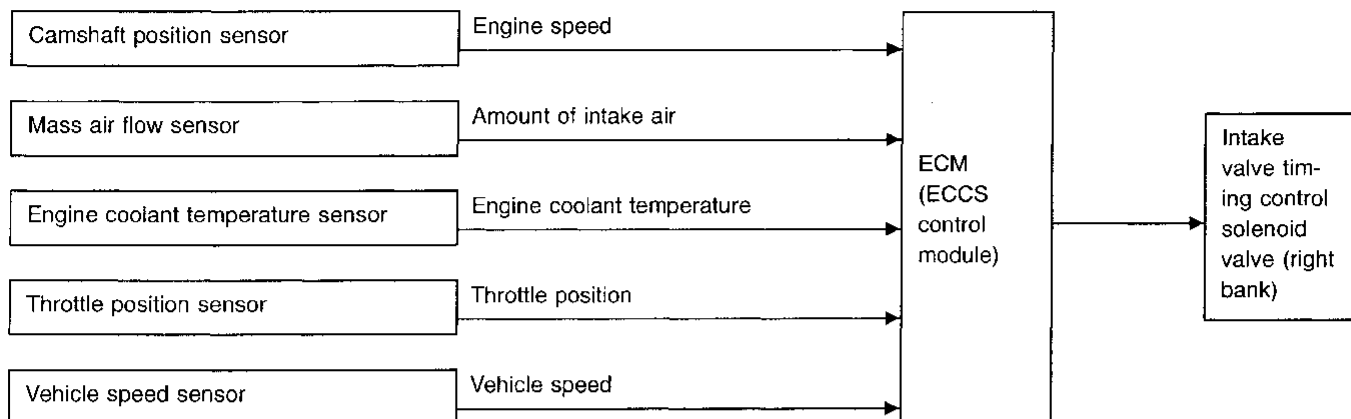 Camshaft position sensor
Engine speed
Mass air flow sensor
Amount of intake air
Engine coolant temperature sensor
Engine coolant temperature
Throttle position sensor
Throttle position
Vehicle speed sensor
Vehicle speed
ECM
(ECCS
control
module)
Intake
valve tim-
ing control
solenoid
valve (right
bank)